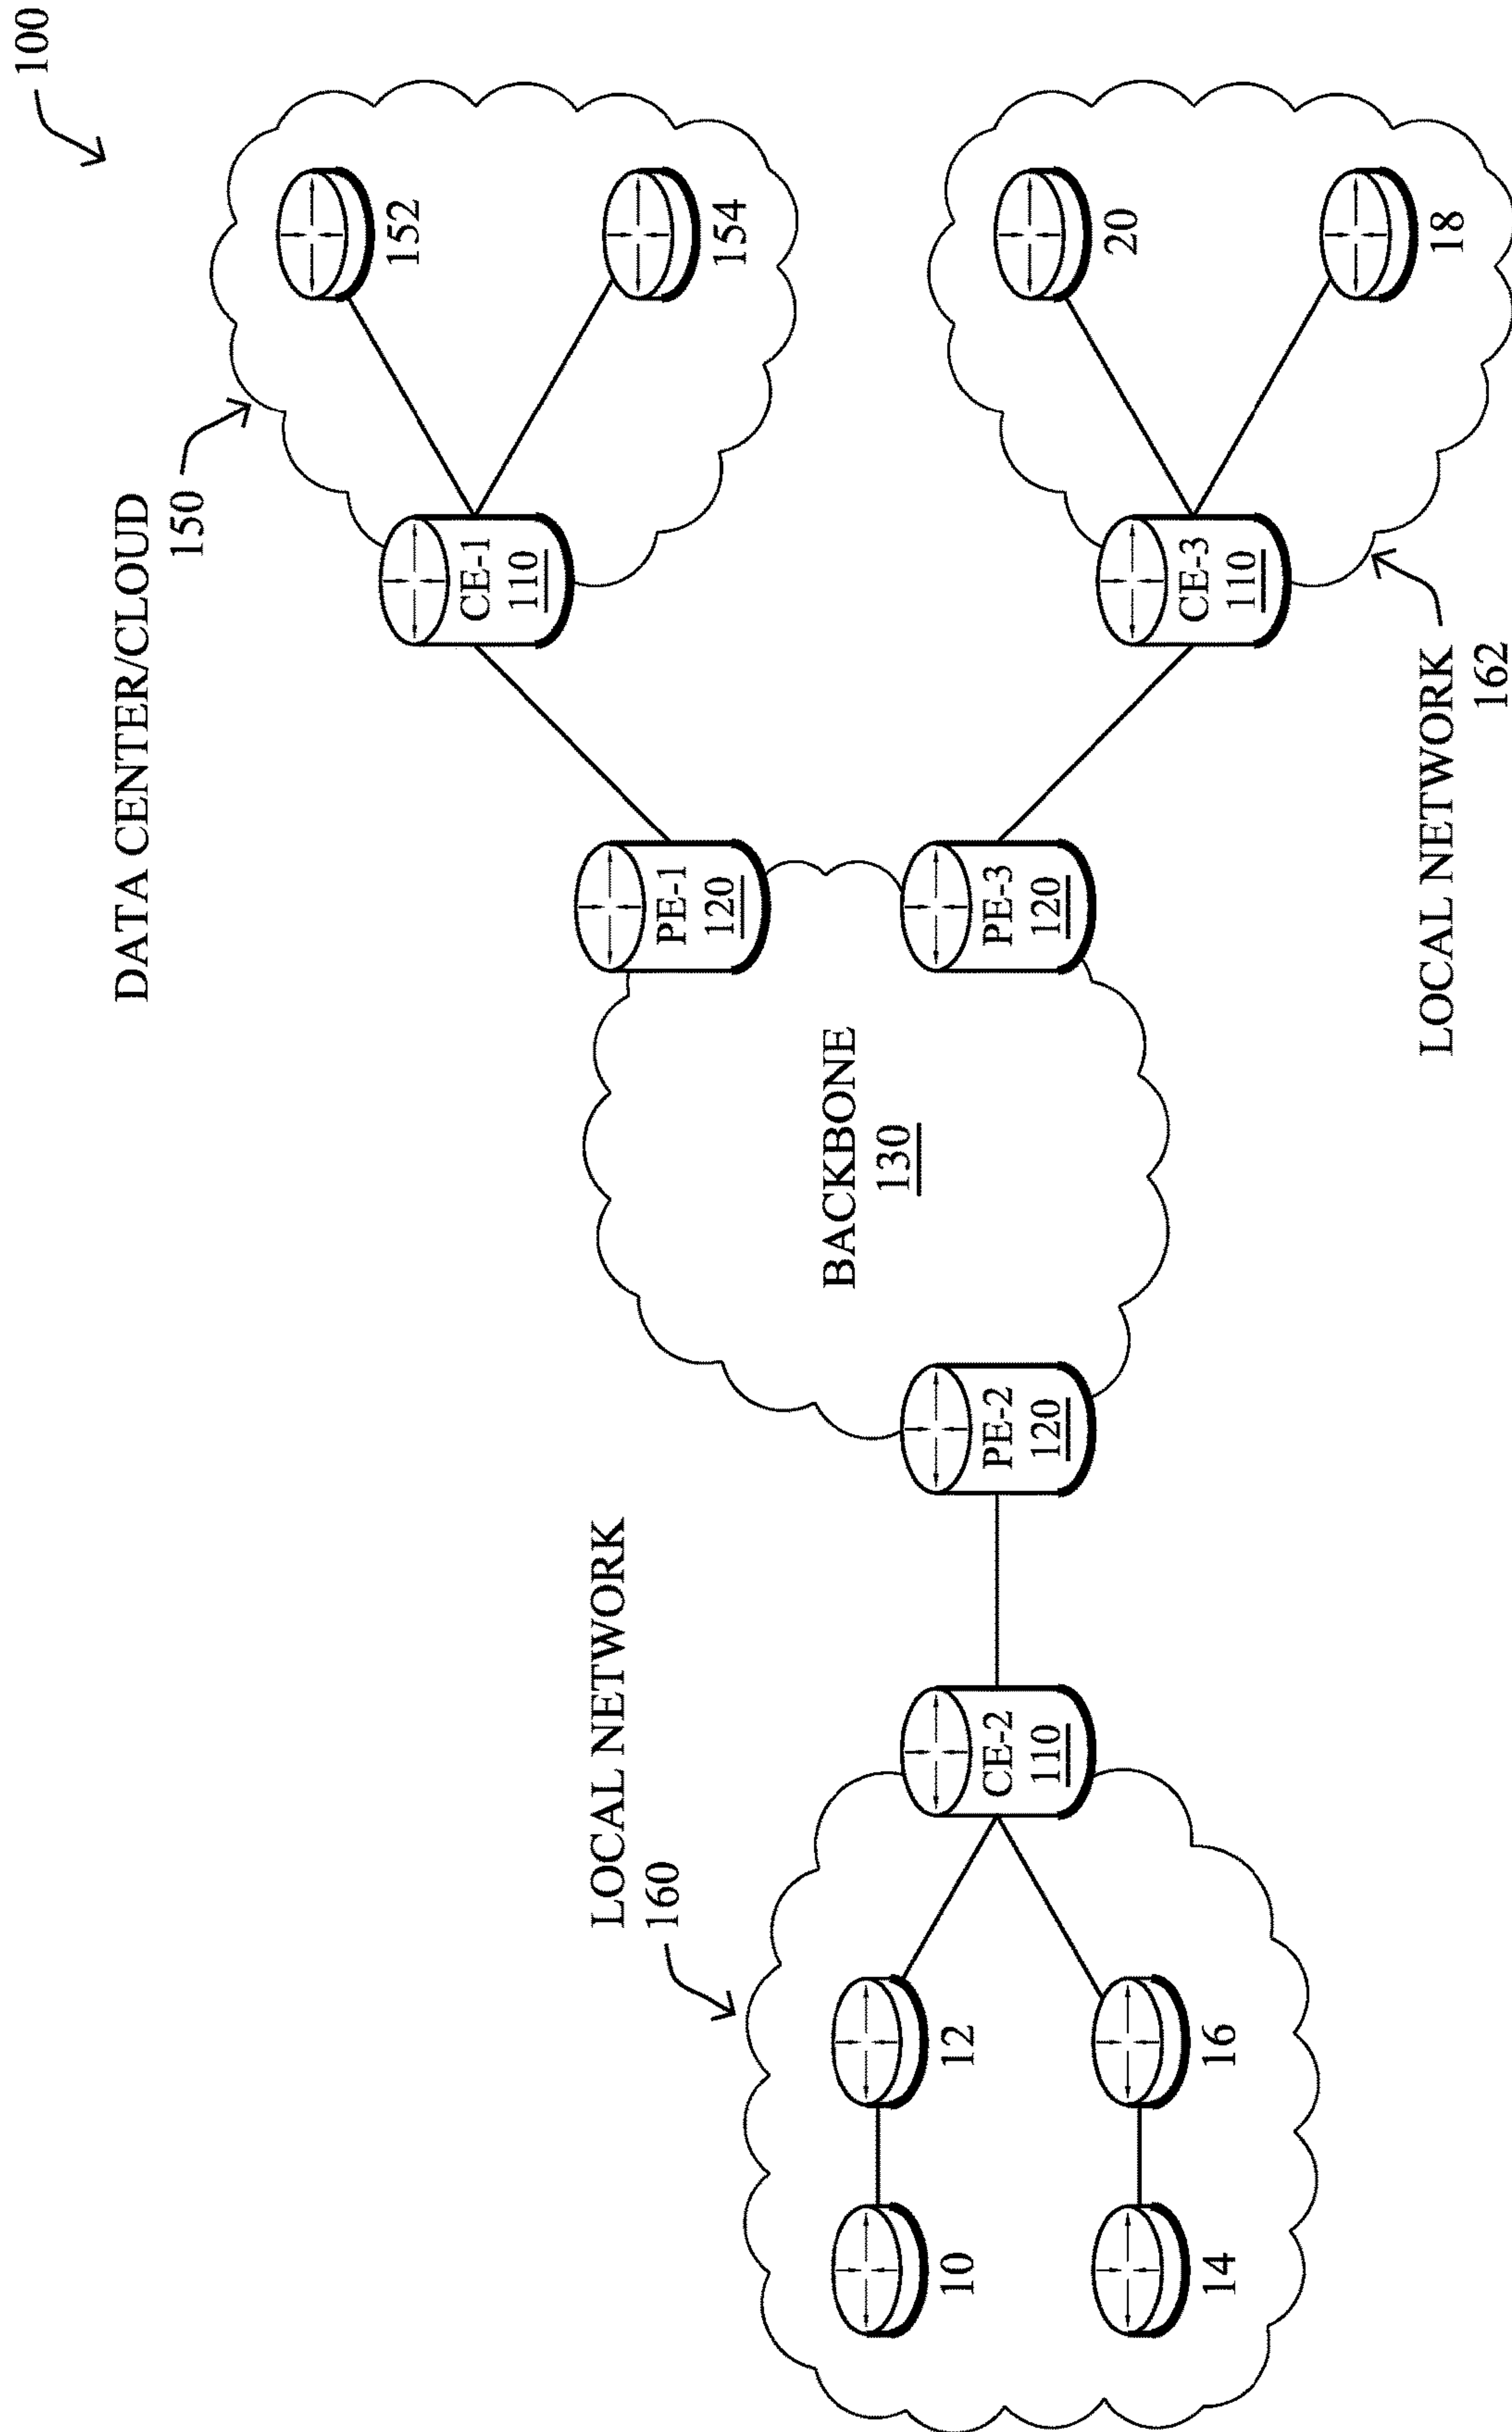 100
DATA CENTER/CLOUD
150
152
154
CE-1
110
PE-1
120
LOCAL NETWORK
160
BACKBONE
130
10
12
14
16
CE-2
110
PE-2
120
PE-3
120
CE-3
110
20
18
LOCAL NETWORK
162